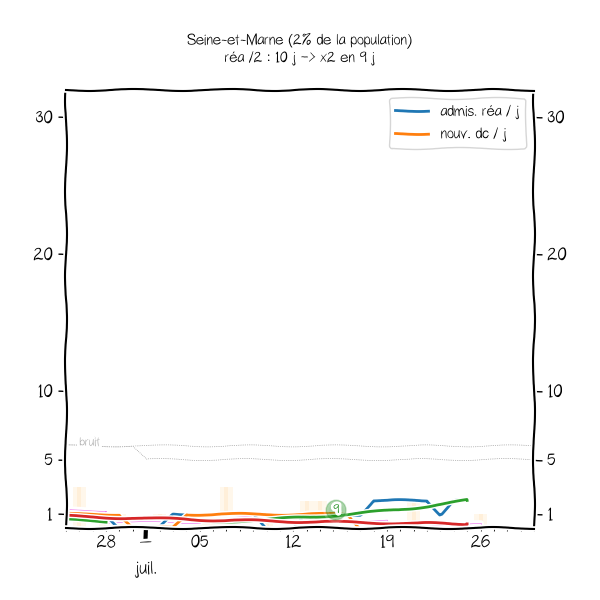 Seine-et-Marne (2% de la population)
réa /2 : 10 j -> x2 en 9 j
admis. réa / j
nouv. dc / j
30
30
20
20
10
10
bruit
5
5
9
1
1
28
1
05
12
19
26
juil.